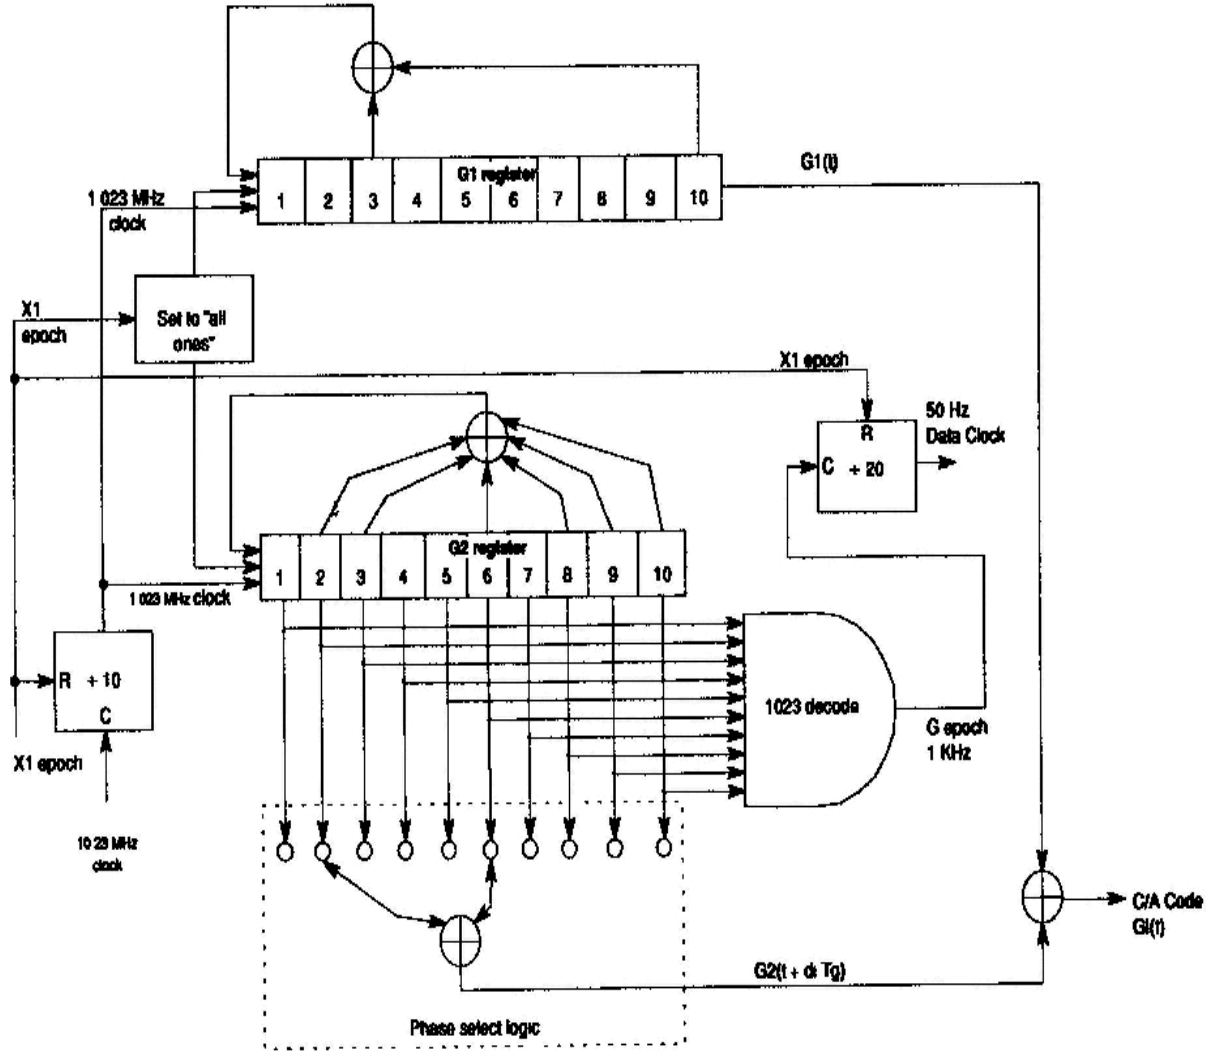 G1 register
1 2 3 4 5 6 7 8 9 10
G1(t)
1 023 MHz
clock
Set to "all
ones"
X1
epoch
X1 epoch
50 Hz
Data Clock
R
C ÷ 20
G2 register
1 2 3 4 5 6 7 8 9 10
1 023 MHz clock
R ÷ 10
C
1023 decode
G epoch
1 KHz
X1 epoch
10 23 MHz
clock
C/A Code
Gi(t)
G2(t + di Tg)
Phase select logic